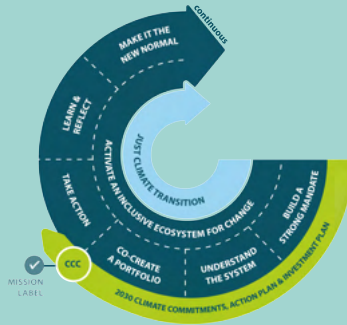 continuous
MAKE IT THE
NEW NORMAL
LEARN &
REFLECT
TAKE ACTION
CO-CREATE
A PORTFOLIO
UNDERSTAND
THE SYSTEM
BUILD A
STRONG MANDATE
ACTIVATE AN INCLUSIVE ECOSYSTEM FOR CHANGE
JUST CLIMATE TRANSITION
2030 CLIMATE COMMITMENTS, ACTION PLAN & INVESTMENT PLAN
CCC
MISSION
LABEL